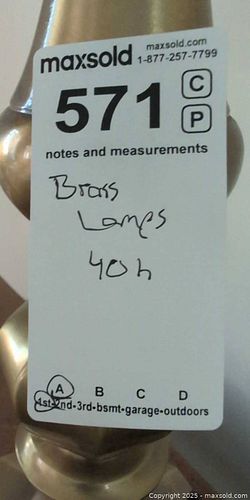 maxsold maxsold.com
1-877-257-7799
571 C
P
notes and measurements
Brass
Lamps
40h
A B C D
1st-2nd-3rd-bsmt-garage-outdoors
Copyright © 2025 - maxsold.com